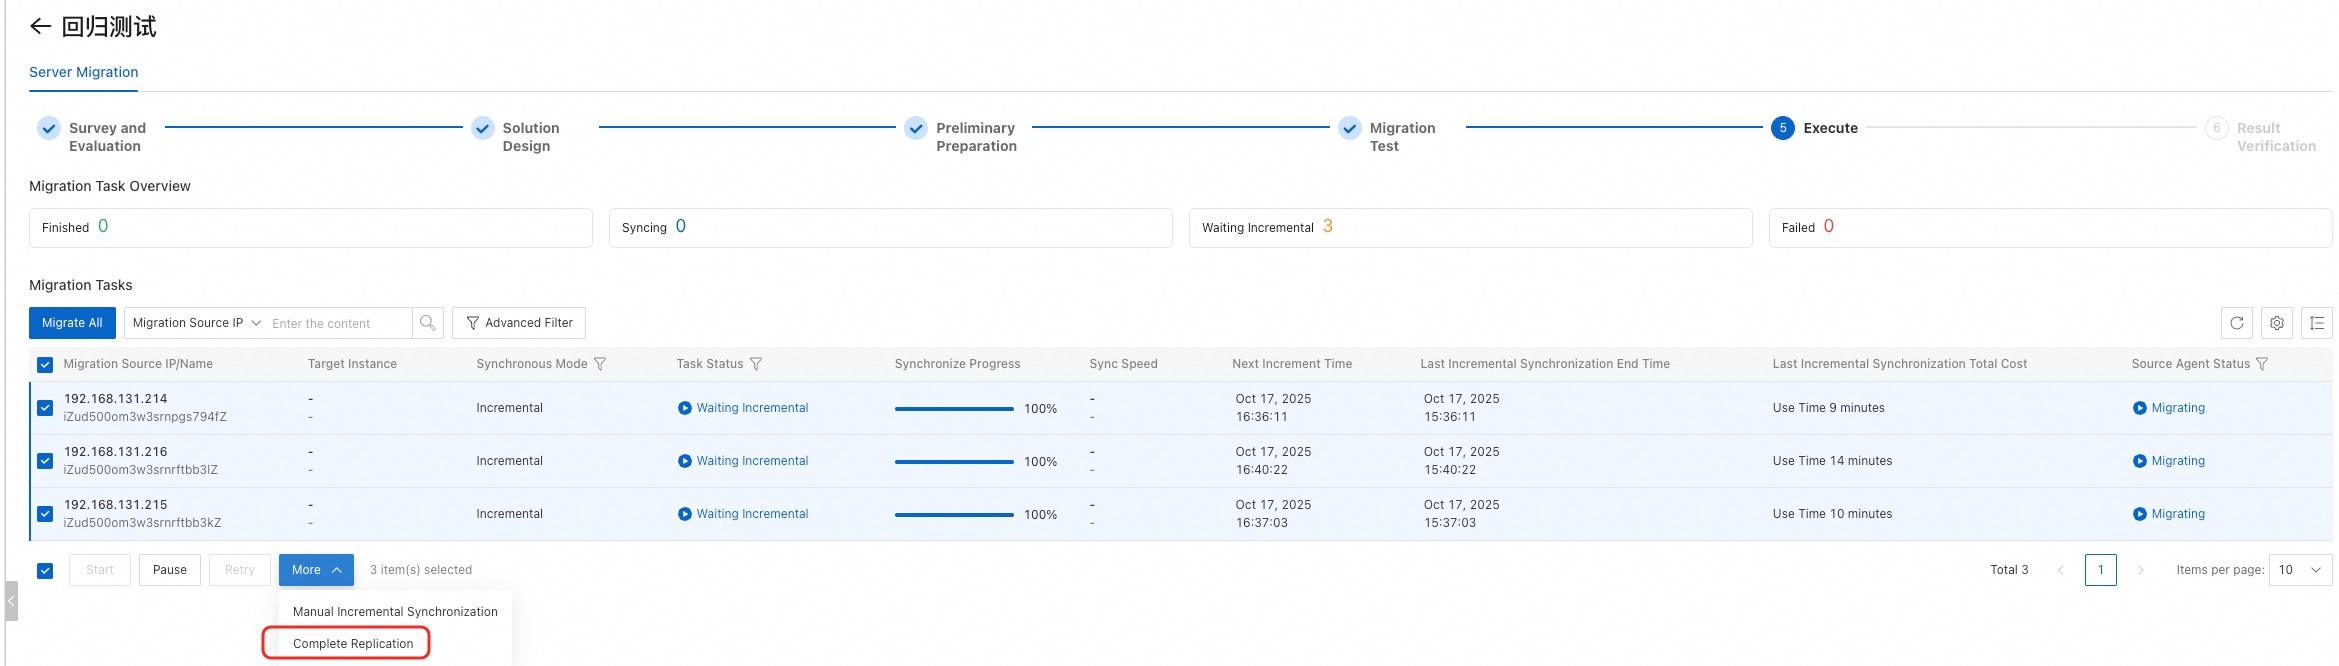 回归测试
Server Migration
Survey and
Evaluation
Solution
Design
Preliminary
Preparation
Migration
Test
5 Execute
6 Result
Verification
Migration Task Overview
Finished 0
Syncing 0
Waiting Incremental 3
Failed 0
Migration Tasks
Migrate All
Migration Source IP
Enter the content
Advanced Filter
Migration Source IP/Name Target Instance Synchronous Mode Task Status Synchronize Progress Sync Speed Next Increment Time Last Incremental Synchronization End Time Last Incremental Synchronization Total Cost Source Agent Status
192.168.131.214 - - Oct 17, 2025 Oct 17, 2025
Incremental Waiting Incremental 100% Use Time 9 minutes Migrating
iZud500om3w3srnpgs794fZ - - 16:36:11 15:36:11
192.168.131.216 - - Oct 17, 2025 Oct 17, 2025
Incremental Waiting Incremental 100% Use Time 14 minutes Migrating
iZud500om3w3srnrftbb3lZ - - 16:40:22 15:40:22
192.168.131.215 - - Oct 17, 2025 Oct 17, 2025
Incremental Waiting Incremental 100% Use Time 10 minutes Migrating
iZud500om3w3srnrftbb3kZ - - 16:37:03 15:37:03
Start Pause Retry More 3 item(s) selected Total 3 1 Items per page: 10
Manual Incremental Synchronization
Complete Replication